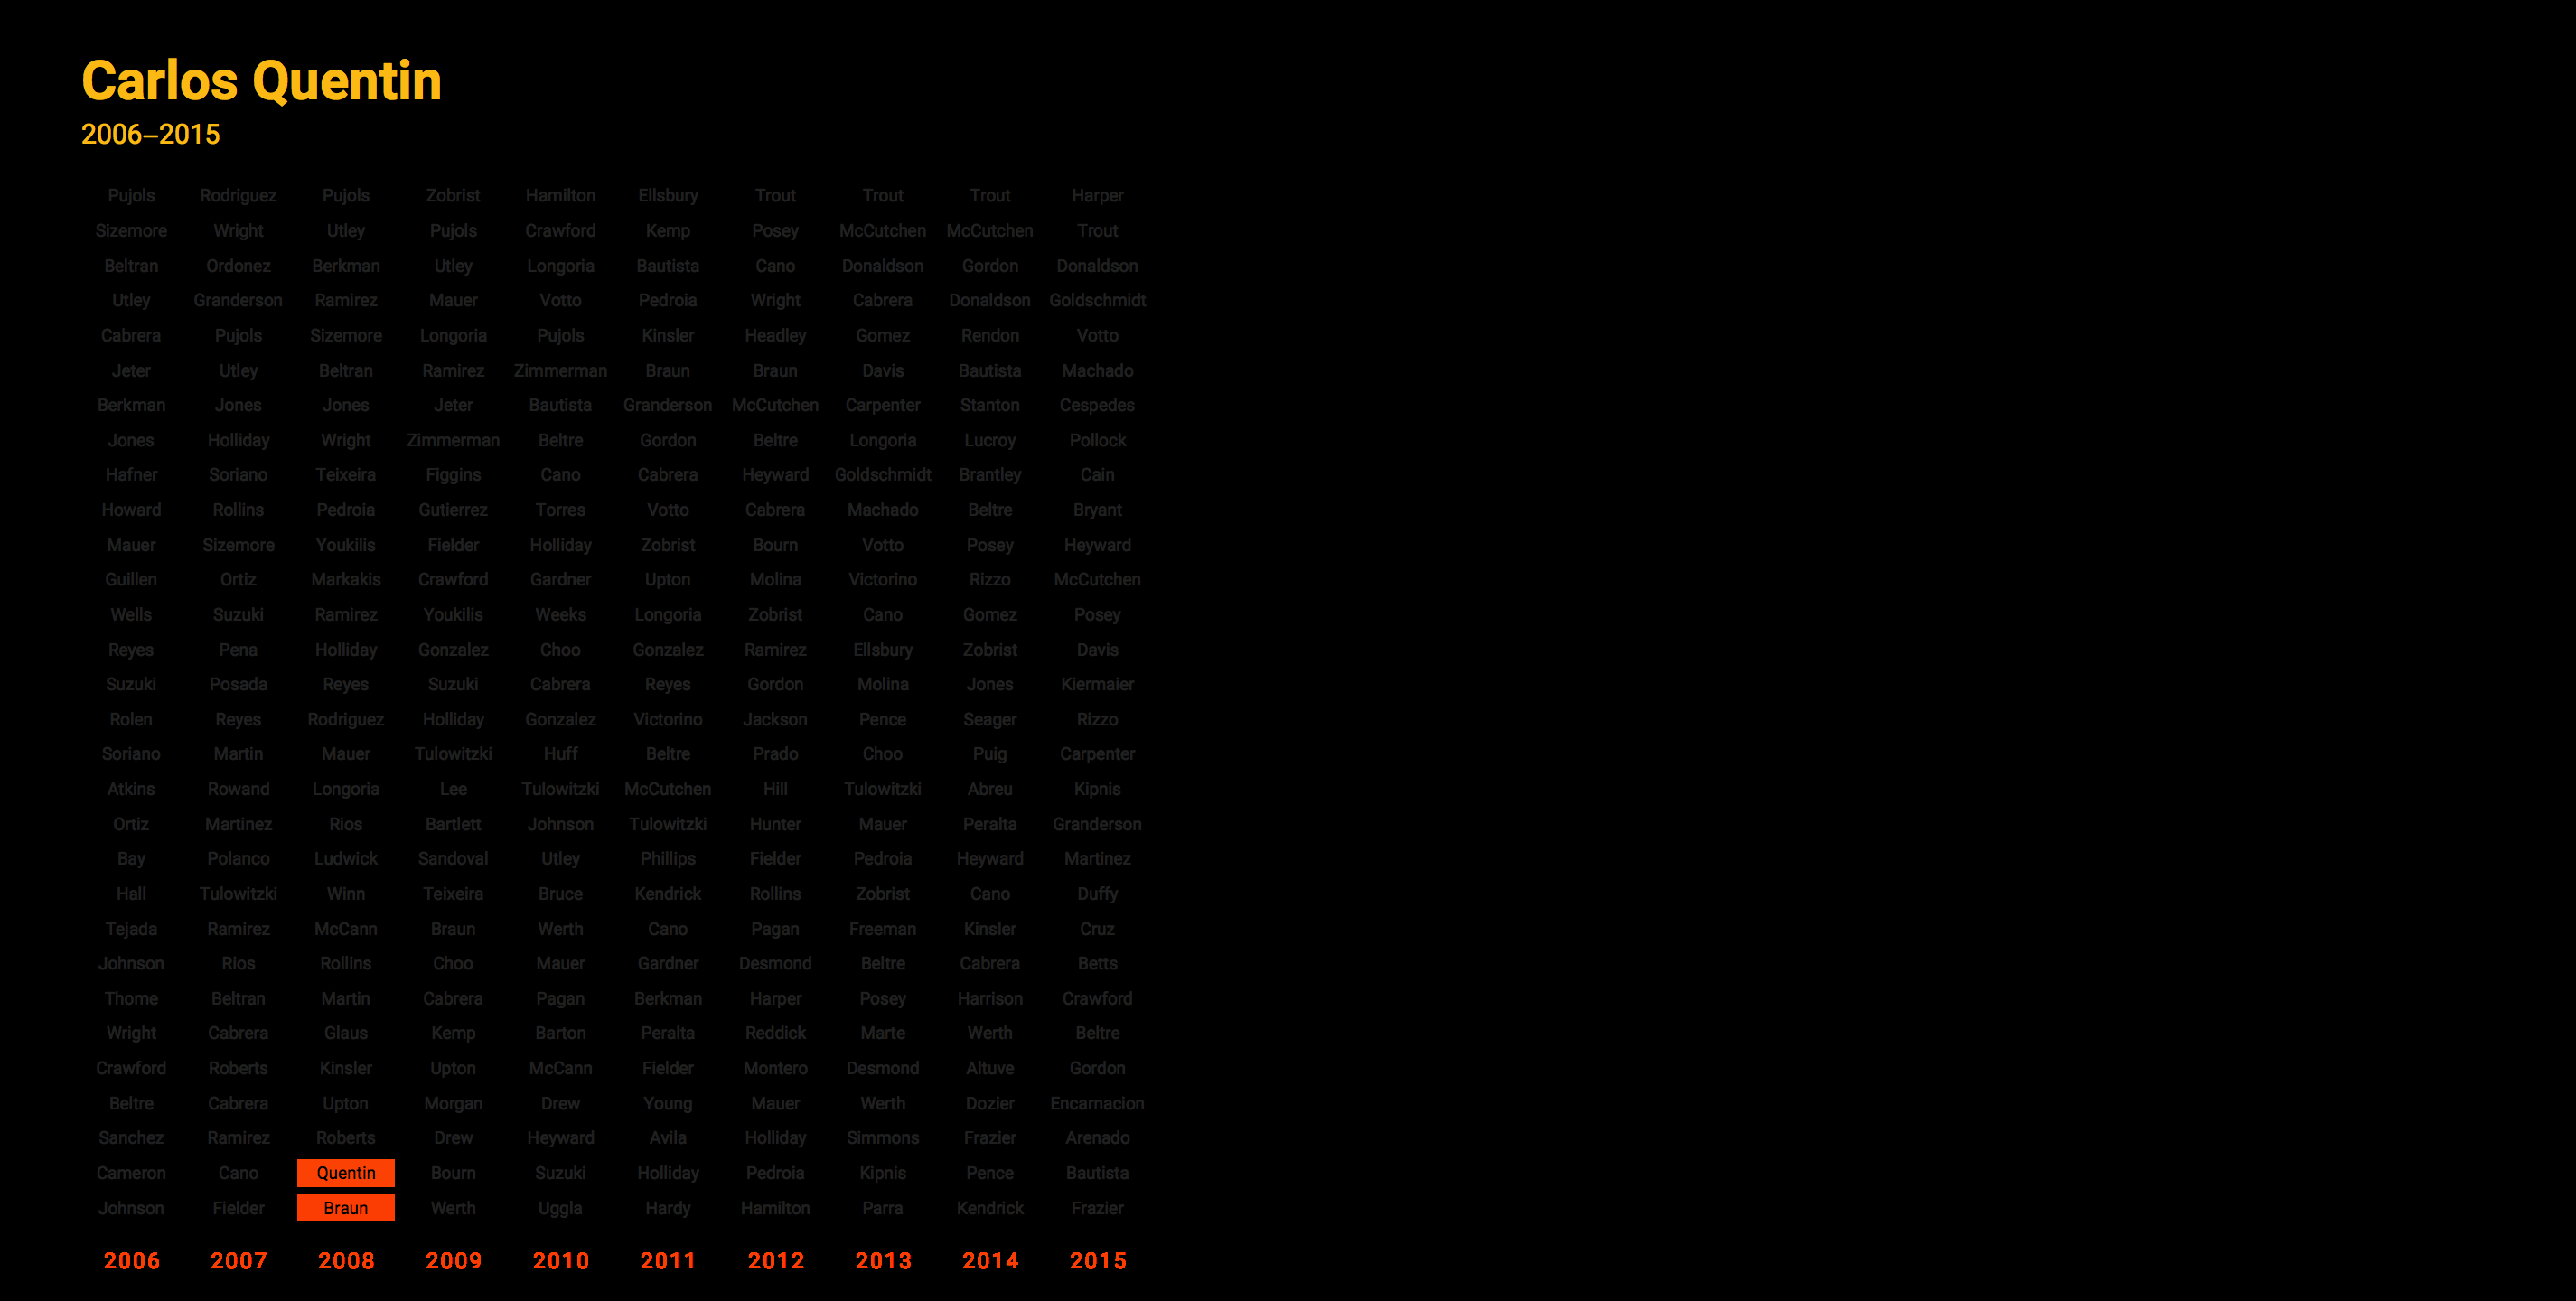 Carlos Quentin
2006–2015
Pujols Rodriguez Pujols Zobrist Hamilton Ellsbury Trout Trout Trout Harper
Sizemore Wright Utley Pujols Crawford Kemp Posey McCutchen McCutchen Trout
Beltran Ordonez Berkman Utley Longoria Bautista Cano Donaldson Gordon Donaldson
Utley Granderson Ramirez Mauer Votto Pedroia Wright Cabrera Donaldson Goldschmidt
Cabrera Pujols Sizemore Longoria Pujols Kinsler Headley Gomez Rendon Votto
Jeter Utley Beltran Ramirez Zimmerman Braun Braun Davis Bautista Machado
Berkman Jones Jones Jeter Bautista Granderson McCutchen Carpenter Stanton Cespedes
Jones Holliday Wright Zimmerman Beltre Gordon Beltre Longoria Lucroy Pollock
Hafner Soriano Teixeira Figgins Cano Cabrera Heyward Goldschmidt Brantley Cain
Howard Rollins Pedroia Gutierrez Torres Votto Cabrera Machado Beltre Bryant
Mauer Sizemore Youkilis Fielder Holliday Zobrist Bourn Votto Posey Heyward
Guillen Ortiz Markakis Crawford Gardner Upton Molina Victorino Rizzo McCutchen
Wells Suzuki Ramirez Youkilis Weeks Longoria Zobrist Cano Gomez Posey
Reyes Pena Holliday Gonzalez Choo Gonzalez Ramirez Ellsbury Zobrist Davis
Suzuki Posada Reyes Suzuki Cabrera Reyes Gordon Molina Jones Kiermaier
Rolen Reyes Rodriguez Holliday Gonzalez Victorino Jackson Pence Seager Rizzo
Soriano Martin Mauer Tulowitzki Huff Beltre Prado Choo Puig Carpenter
Atkins Rowand Longoria Lee Tulowitzki McCutchen Hill Tulowitzki Abreu Kipnis
Ortiz Martinez Rios Bartlett Johnson Tulowitzki Hunter Mauer Peralta Granderson
Bay Polanco Ludwick Sandoval Utley Phillips Fielder Pedroia Heyward Martinez
Hall Tulowitzki Winn Teixeira Bruce Kendrick Rollins Zobrist Cano Duffy
Tejada Ramirez McCann Braun Werth Cano Pagan Freeman Kinsler Cruz
Johnson Rios Rollins Choo Mauer Gardner Desmond Beltre Cabrera Betts
Thome Beltran Martin Cabrera Pagan Berkman Harper Posey Harrison Crawford
Wright Cabrera Glaus Kemp Barton Peralta Reddick Marte Werth Beltre
Crawford Roberts Kinsler Upton McCann Fielder Montero Desmond Altuve Gordon
Beltre Cabrera Upton Morgan Drew Young Mauer Werth Dozier Encarnacion
Sanchez Ramirez Roberts Drew Heyward Avila Holliday Simmons Frazier Arenado
Cameron Cano Quentin Bourn Suzuki Holliday Pedroia Kipnis Pence Bautista
Johnson Fielder Braun Werth Uggla Hardy Hamilton Parra Kendrick Frazier
2006 2007 2008 2009 2010 2011 2012 2013 2014 2015